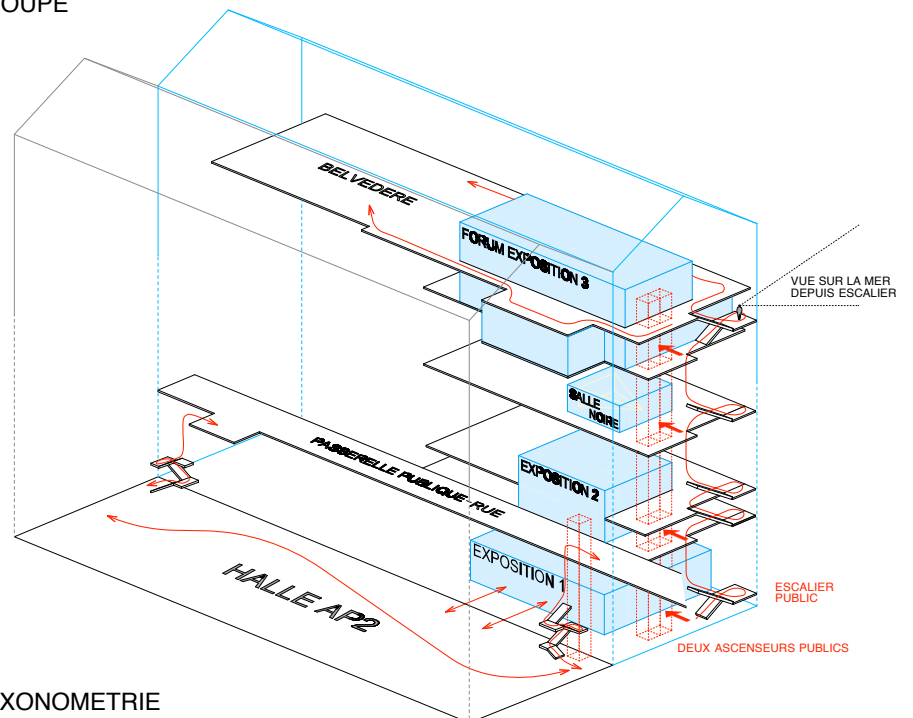 OUPE
BELVEDERE
FORUM EXPOSITION 3
VUE SUR LA MER
DEPUIS ESCALIER
SALLE
NOIRE
PASSERELLE PUBLIQUE-RUE
EXPOSITION 2
EXPOSITION 1
HALLE AP2
ESCALIER
PUBLIC
DEUX ASCENSEURS PUBLICS
XONOMETRIE